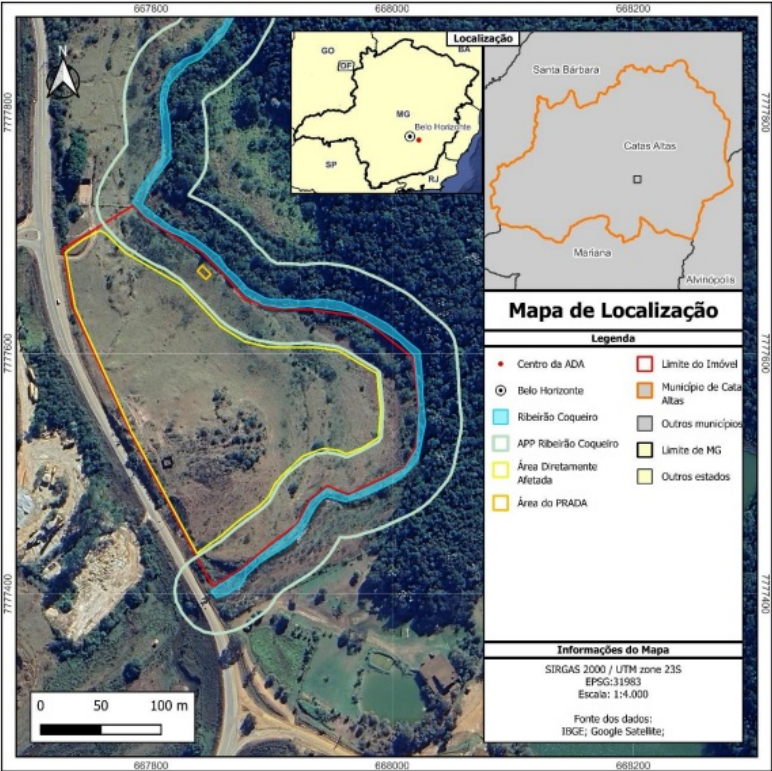 667800
668000
668200
7777800
7777600
7777400
7777800
7777600
7777400
N
Localização
GO
BA
DF
MG
Belo Horizonte
SP
RJ
Santa Bárbara
Catas Altas
Mariana
Alvinópolis
Mapa de Localização
Legenda
Centro da ADA
Belo Horizonte
Ribeirão Coqueiro
APP Ribeirão Coqueiro
Área Diretamente
Afetada
Área do PRADA
Limite do Imóvel
Município de Cata
Altas
Outros municípios
Limite de MG
Outros estados
0 50 100 m
Informações do Mapa
SIRGAS 2000 / UTM zone 23S
EPSG:31983
Escala: 1:4.000
Fonte dos dados:
IBGE; Google Satellite;
667800
668000
668200